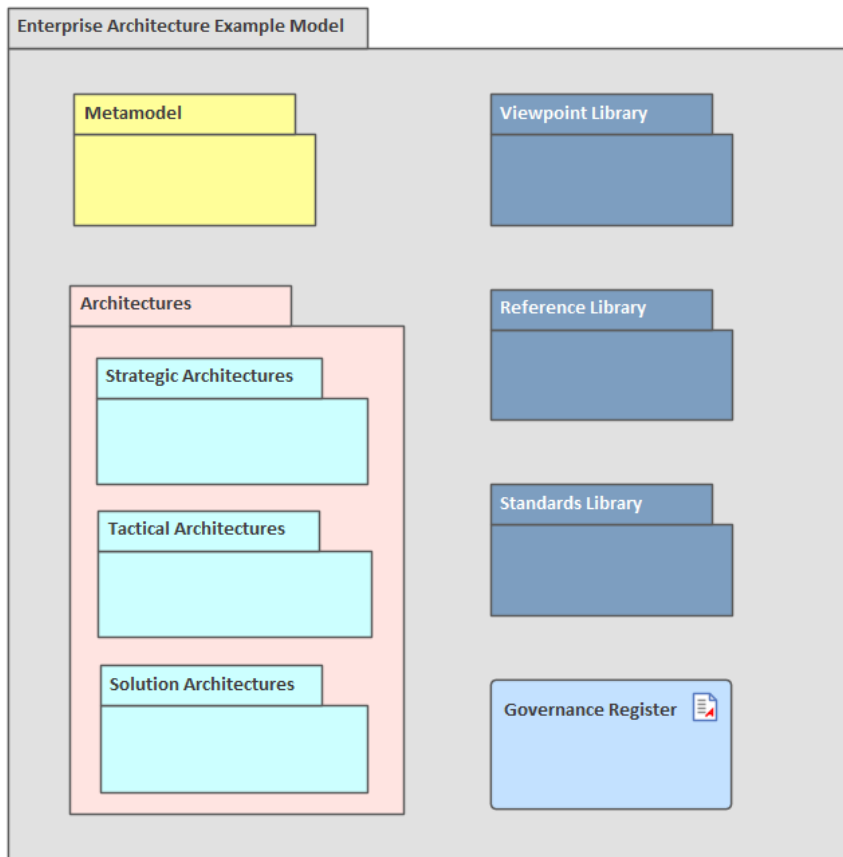 Enterprise Architecture Example Model
Metamodel
Viewpoint Library
Architectures
Reference Library
Strategic Architectures
Standards Library
Tactical Architectures
Solution Architectures
Governance Register